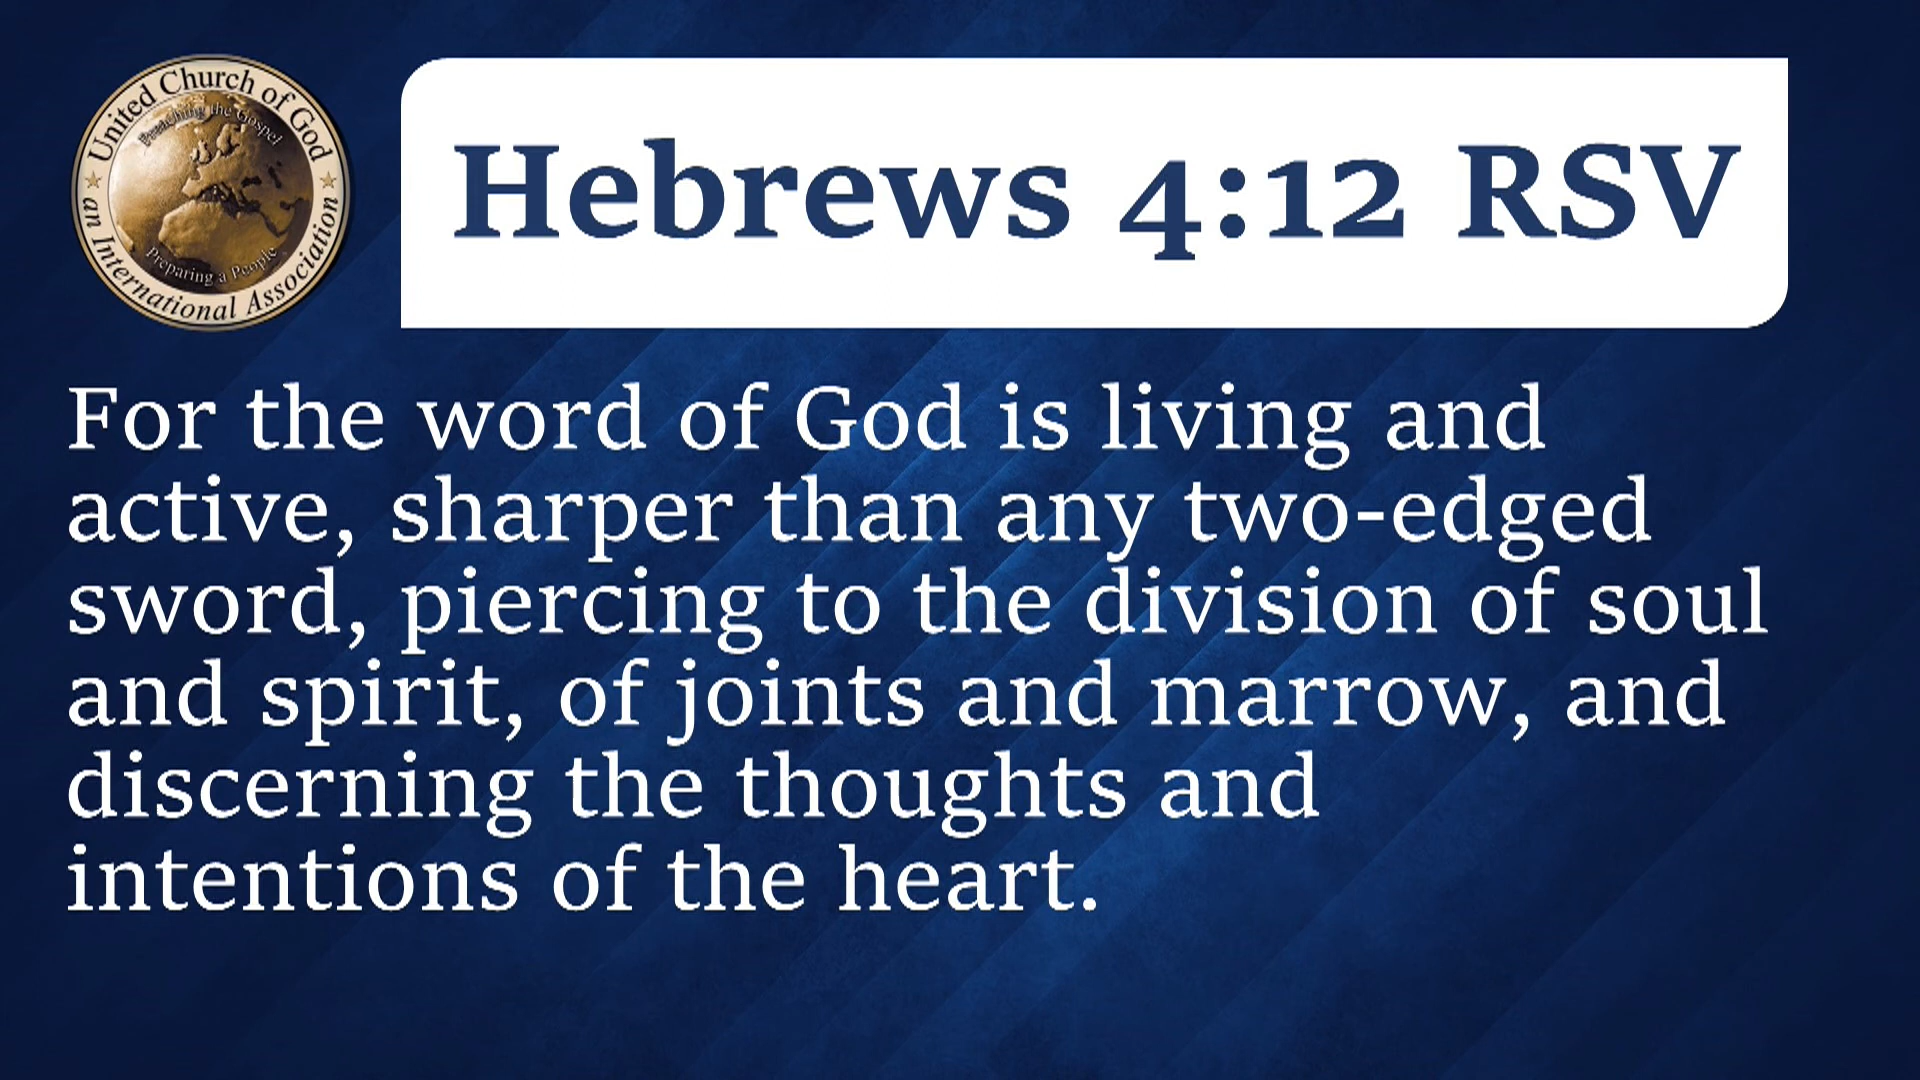 United Church of God
Preaching the Gospel
Preparing a People
an International Association
Hebrews 4:12 RSV
For the word of God is living and
active, sharper than any two-edged
sword, piercing to the division of soul
and spirit, of joints and marrow, and
discerning the thoughts and
intentions of the heart.